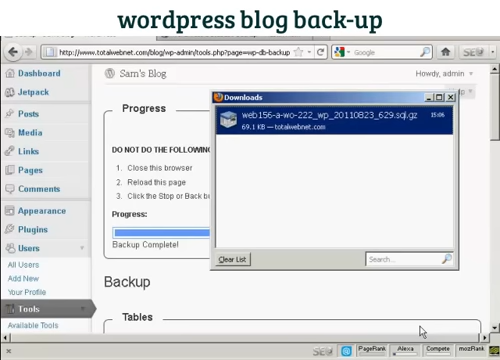 wordpress blog back-up
http://www.totalwebnet.com/blog/wp-admin/tools.php?page=wp-db-backup
Google
Dashboard
Jetpack
Posts
Media
Links
Pages
Comments
Appearance
Plugins
Users
All Users
Add New
Your Profile
Tools
Available Tools
Sam's Blog
Howdy, admin
Progress
DO NOT DO THE FOLLOWING
1. Close this browser
2. Reload this page
3. Click the Stop or Back b
Progress:
Backup Complete!
Backup
Tables
Downloads
web156-a-wo-222_wp_20110823_629.sql.gz
15:06
69.1 KB — totalwebnet.com
Clear List
Search...
PageRank
Alexa
Compete
mozRank